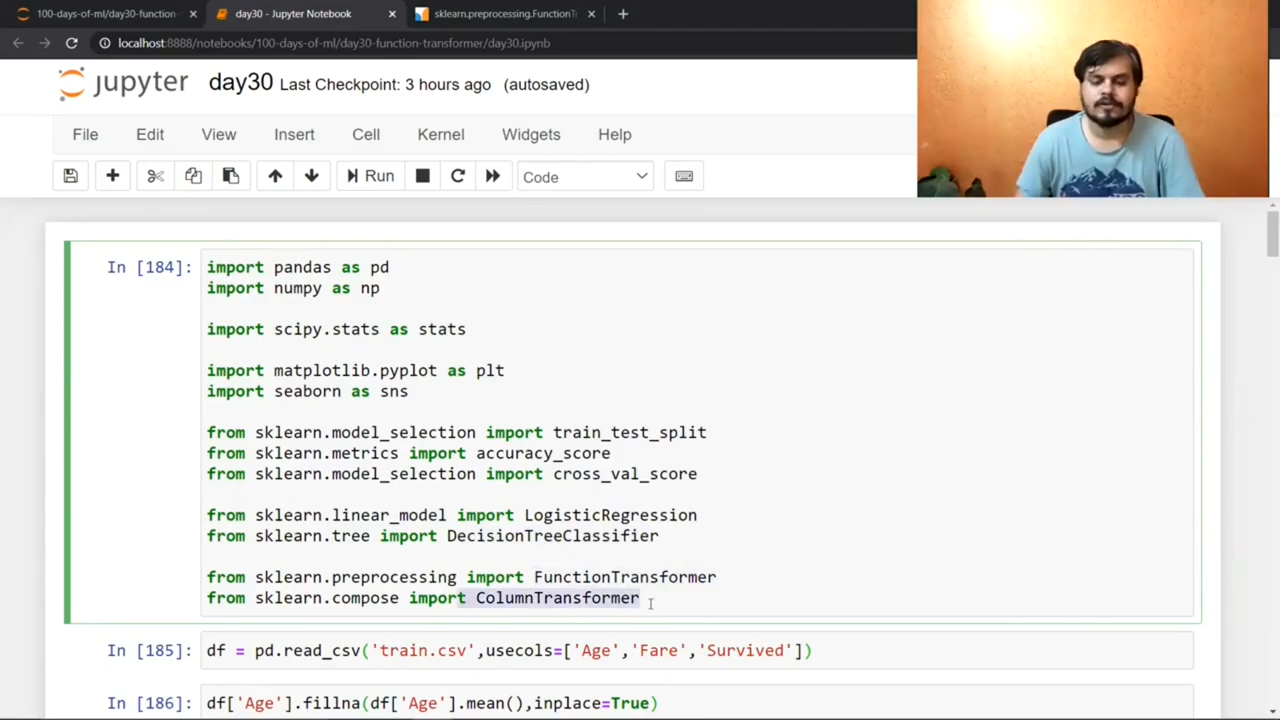 100-days-of-ml/day30-function-
day30 - Jupyter Notebook
sklearn.preprocessing.FunctionT
localhost:8888/notebooks/100-days-of-ml/day30-function-transformer/day30.ipynb
jupyter day30 Last Checkpoint: 3 hours ago (autosaved)
File Edit View Insert Cell Kernel Widgets Help
Run Code
In [184]: import pandas as pd
import numpy as np
import scipy.stats as stats
import matplotlib.pyplot as plt
import seaborn as sns
from sklearn.model_selection import train_test_split
from sklearn.metrics import accuracy_score
from sklearn.model_selection import cross_val_score
from sklearn.linear_model import LogisticRegression
from sklearn.tree import DecisionTreeClassifier
from sklearn.preprocessing import FunctionTransformer
from sklearn.compose import ColumnTransformer
In [185]: df = pd.read_csv('train.csv',usecols=['Age','Fare','Survived'])
In [186]: df['Age'].fillna(df['Age'].mean(),inplace=True)